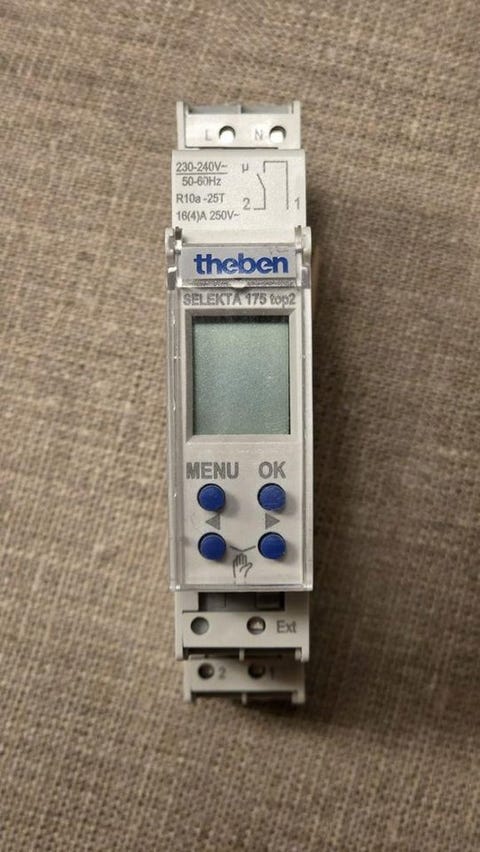 L N
230-240V~
50-60Hz
R10a -25T
16(4)A 250V~
µ
2 1
theben
SELEKTA 175 top2
MENU OK
Ext
2 1